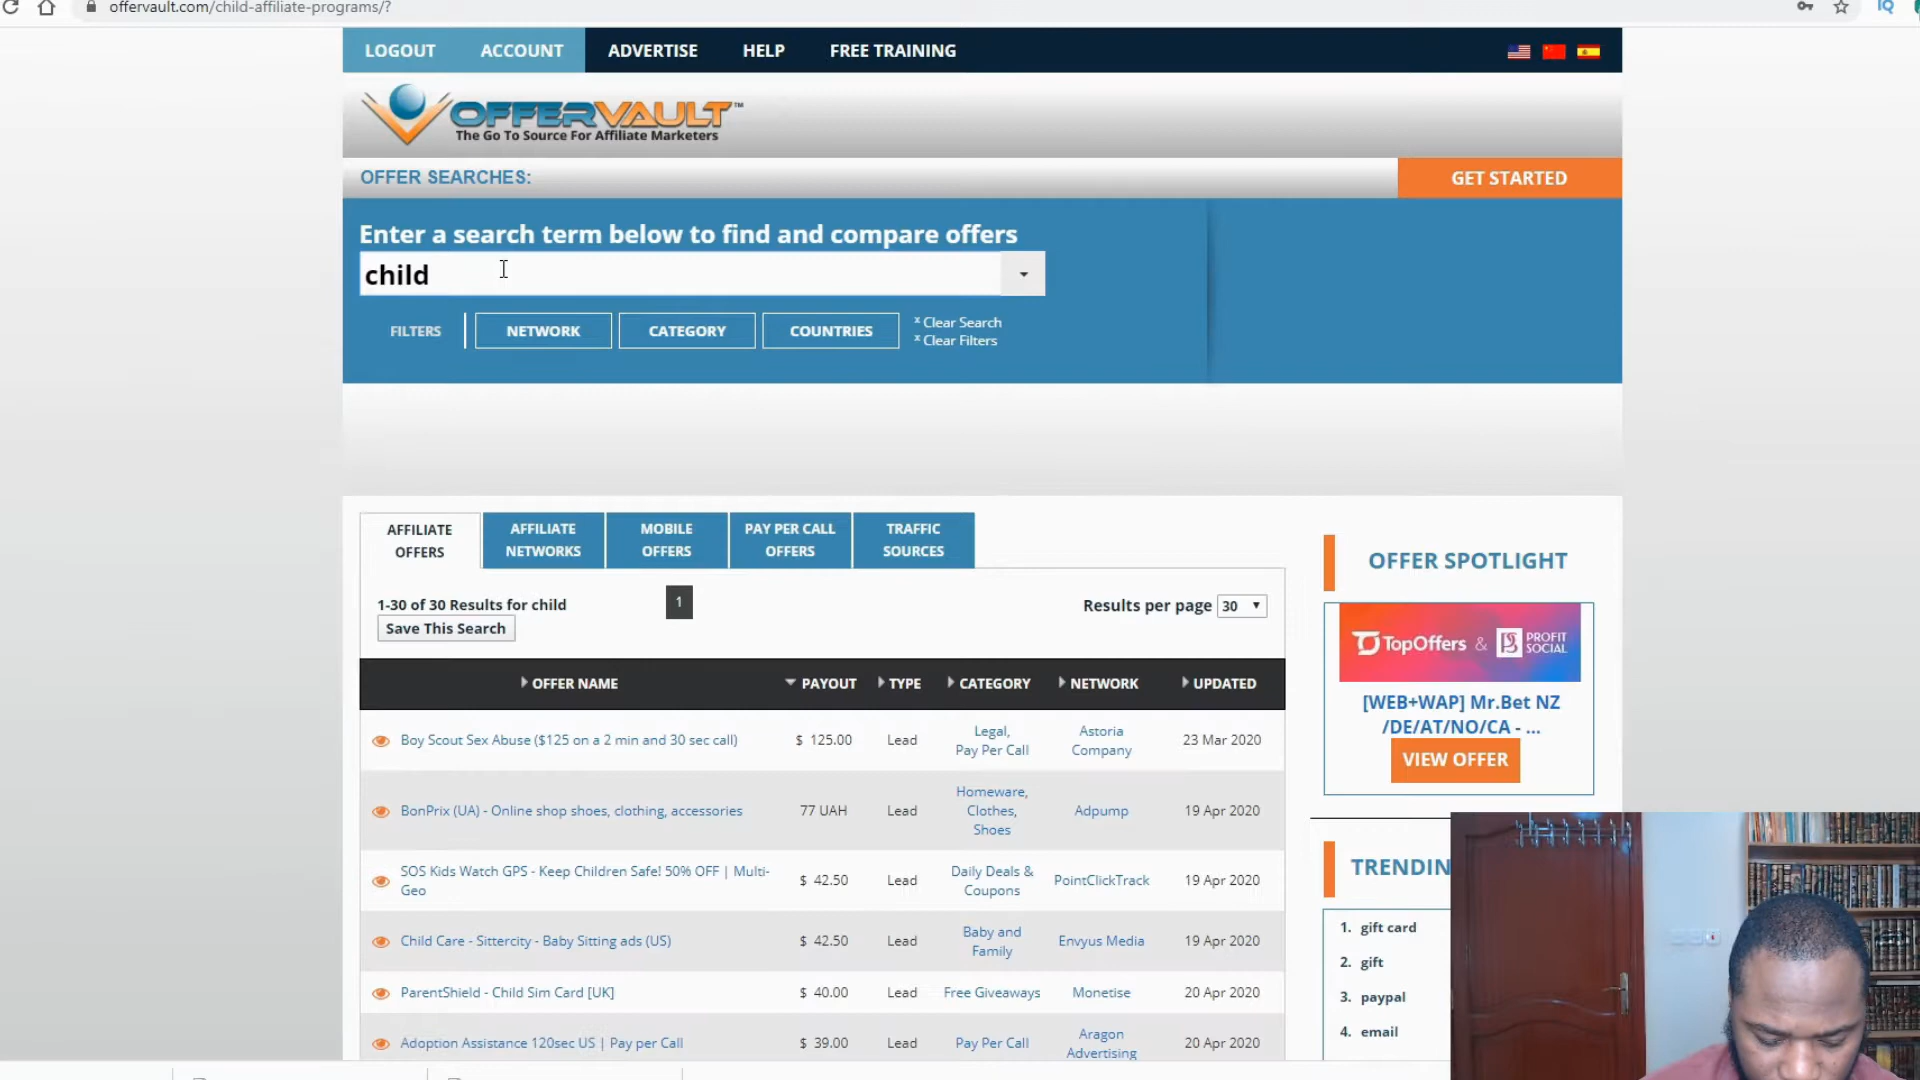 offervault.com/child-affiliate-programs/?
LOGOUT ACCOUNT ADVERTISE HELP FREE TRAINING
OFFERVAULT™
The Go To Source For Affiliate Marketers
OFFER SEARCHES:
GET STARTED
Enter a search term below to find and compare offers
child
FILTERS NETWORK CATEGORY COUNTRIES
x Clear Search
x Clear Filters
AFFILIATE OFFERS
AFFILIATE NETWORKS
MOBILE OFFERS
PAY PER CALL OFFERS
TRAFFIC SOURCES
1-30 of 30 Results for child
1
Results per page 30
Save This Search
OFFER NAME PAYOUT TYPE CATEGORY NETWORK UPDATED
Boy Scout Sex Abuse ($125 on a 2 min and 30 sec call) $ 125.00 Lead Legal, Pay Per Call Astoria Company 23 Mar 2020
BonPrix (UA) - Online shop shoes, clothing, accessories 77 UAH Lead Homeware, Clothes, Shoes Adpump 19 Apr 2020
SOS Kids Watch GPS - Keep Children Safe! 50% OFF | Multi-Geo $ 42.50 Lead Daily Deals & Coupons PointClickTrack 19 Apr 2020
Child Care - Sittercity - Baby Sitting ads (US) $ 42.50 Lead Baby and Family Envyus Media 19 Apr 2020
ParentShield - Child Sim Card [UK] $ 40.00 Lead Free Giveaways Monetise 20 Apr 2020
Adoption Assistance 120sec US | Pay per Call $ 39.00 Lead Pay Per Call Aragon Advertising 20 Apr 2020
OFFER SPOTLIGHT
TopOffers & PROFIT SOCIAL
[WEB+WAP] Mr.Bet NZ
/DE/AT/NO/CA - ...
VIEW OFFER
TRENDIN
1. gift card
2. gift
3. paypal
4. email